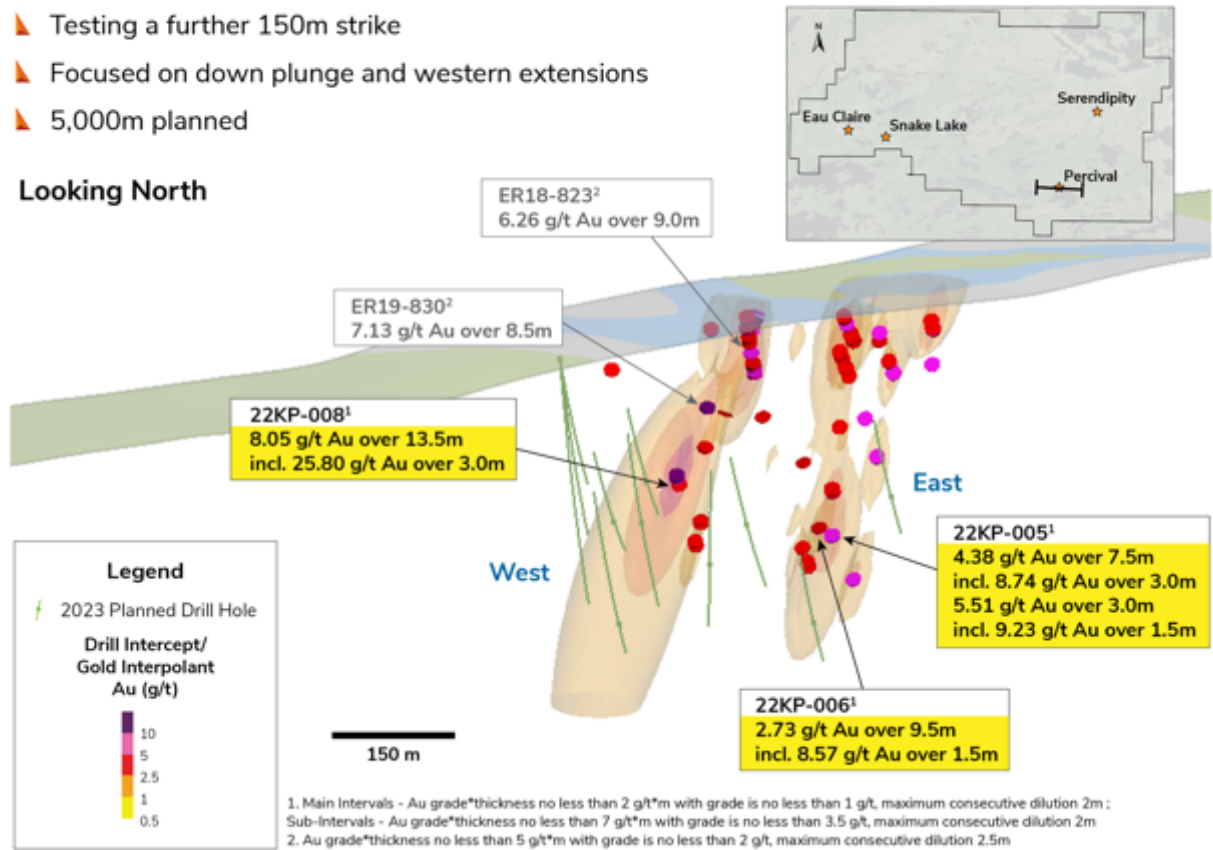 Testing a further 150m strike
Focused on down plunge and western extensions
5,000m planned
Looking North
N
Eau Claire
Snake Lake
Serendipity
Percival
ER18-823²
6.26 g/t Au over 9.0m
ER19-830²
7.13 g/t Au over 8.5m
22KP-008¹
8.05 g/t Au over 13.5m
incl. 25.80 g/t Au over 3.0m
West
East
22KP-005¹
4.38 g/t Au over 7.5m
incl. 8.74 g/t Au over 3.0m
5.51 g/t Au over 3.0m
incl. 9.23 g/t Au over 1.5m
22KP-006¹
2.73 g/t Au over 9.5m
incl. 8.57 g/t Au over 1.5m
Legend
2023 Planned Drill Hole
Drill Intercept/
Gold Interpolant
Au (g/t)
10
5
2.5
1
0.5
150 m
1. Main Intervals - Au grade*thickness no less than 2 g/t*m with grade is no less than 1 g/t, maximum consecutive dilution 2m ;
Sub-Intervals - Au grade*thickness no less than 7 g/t*m with grade is no less than 3.5 g/t, maximum consecutive dilution 2m
2. Au grade*thickness no less than 5 g/t*m with grade is no less than 2 g/t, maximum consecutive dilution 2.5m